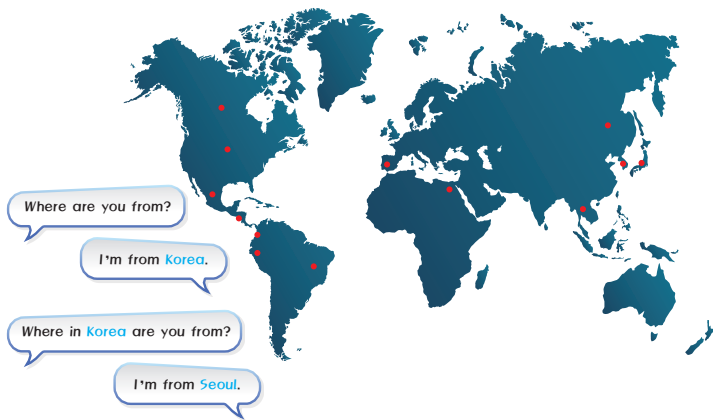 Where are you from?
I'm from Korea.
Where in Korea are you from?
I'm from Seoul.